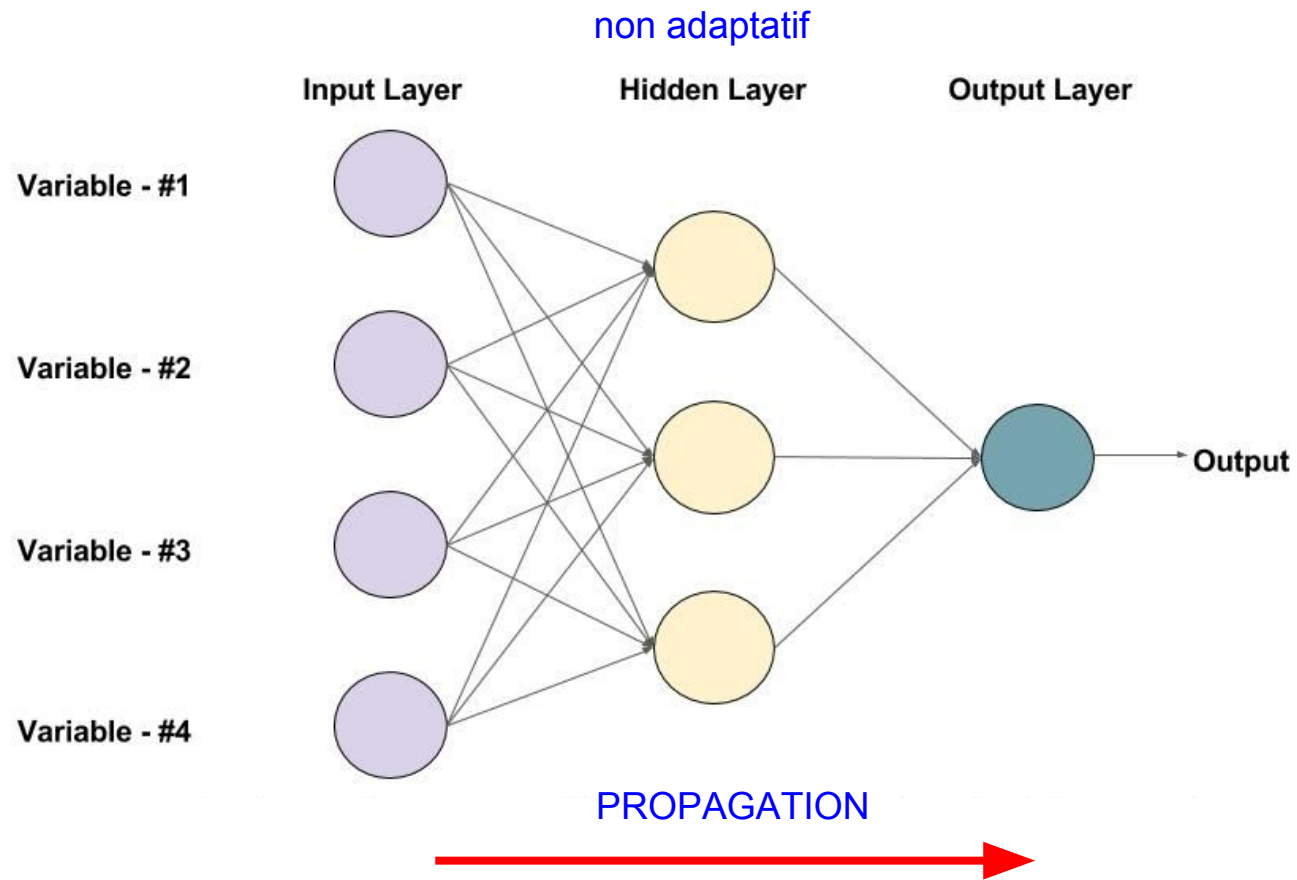 non adaptatif
Input Layer
Hidden Layer
Output Layer
Variable - #1
Variable - #2
Variable - #3
Variable - #4
Output
PROPAGATION